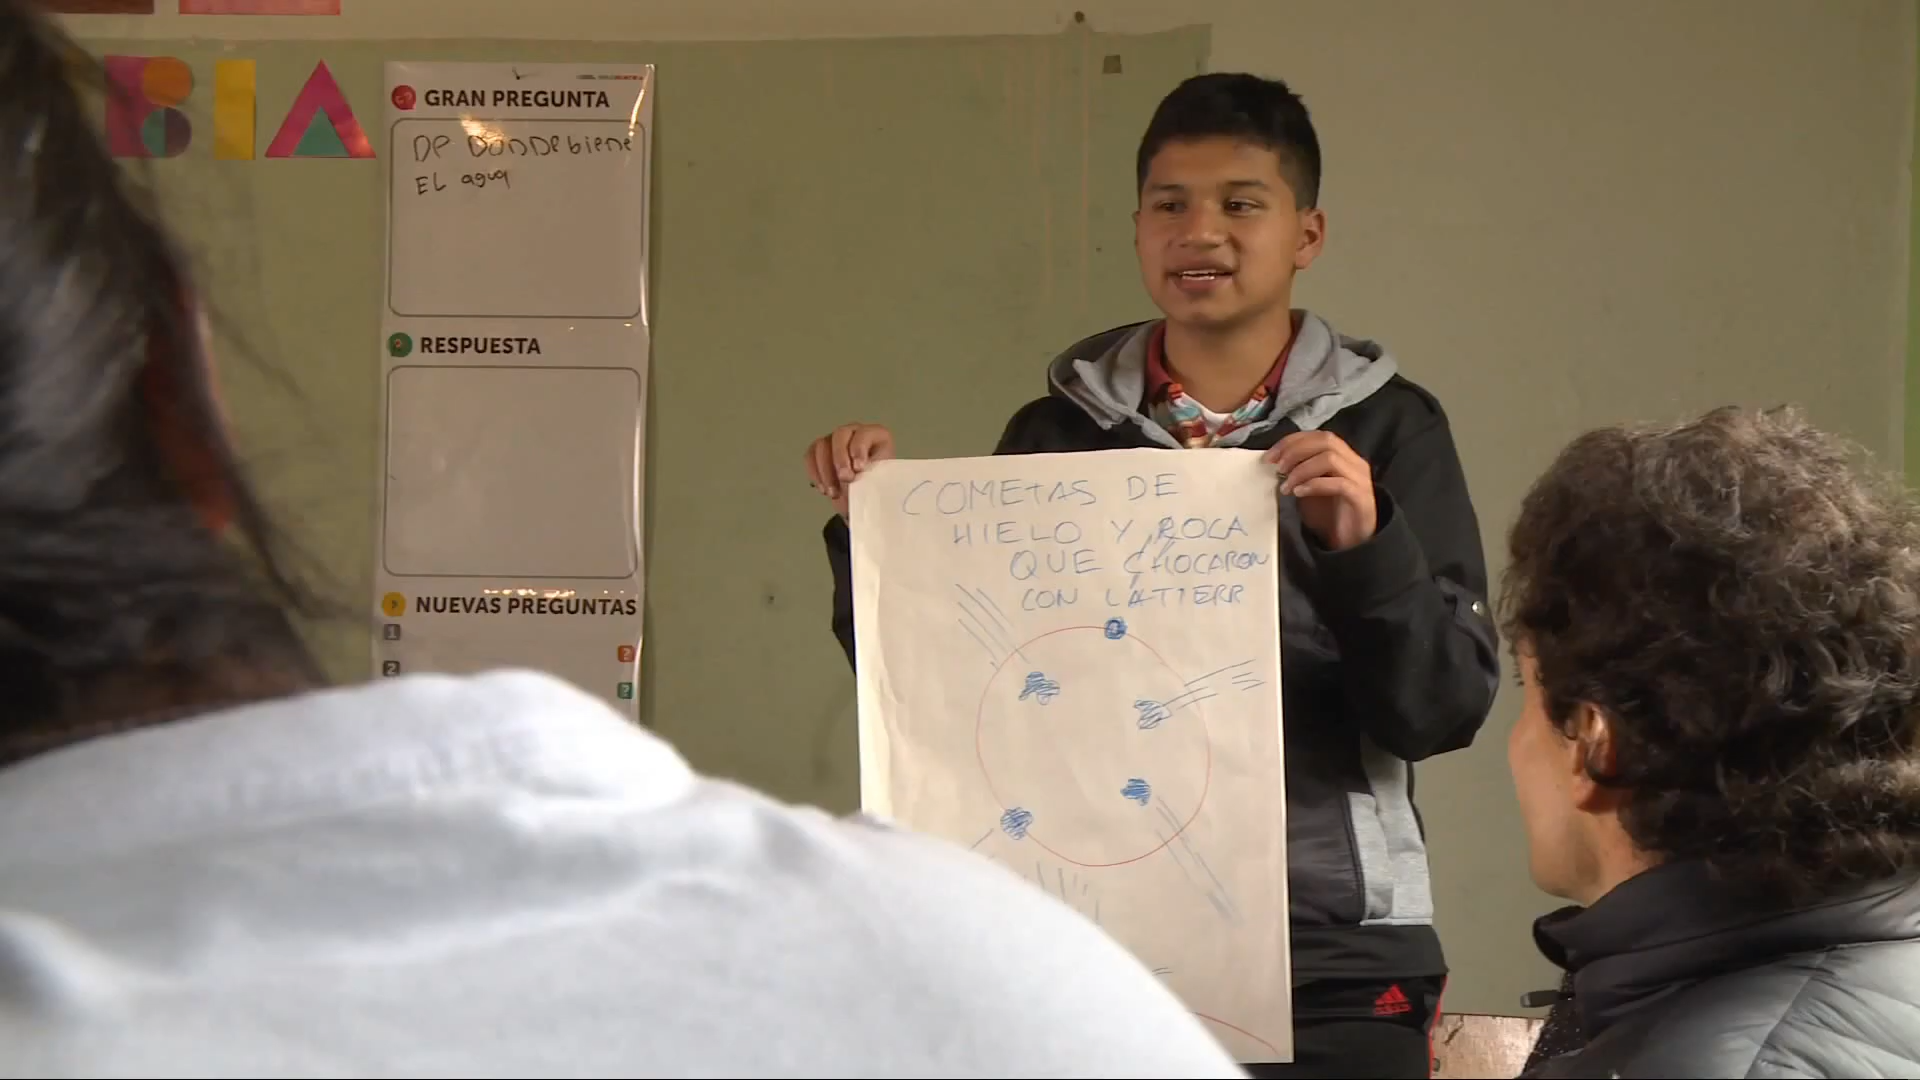 BIA
GRAN PREGUNTA
DE DONDE biene
EL agua
RESPUESTA
NUEVAS PREGUNTAS
1
2
COMETAS DE
HIELO Y ROCA
QUE CHOCARON
CON LA TIERR